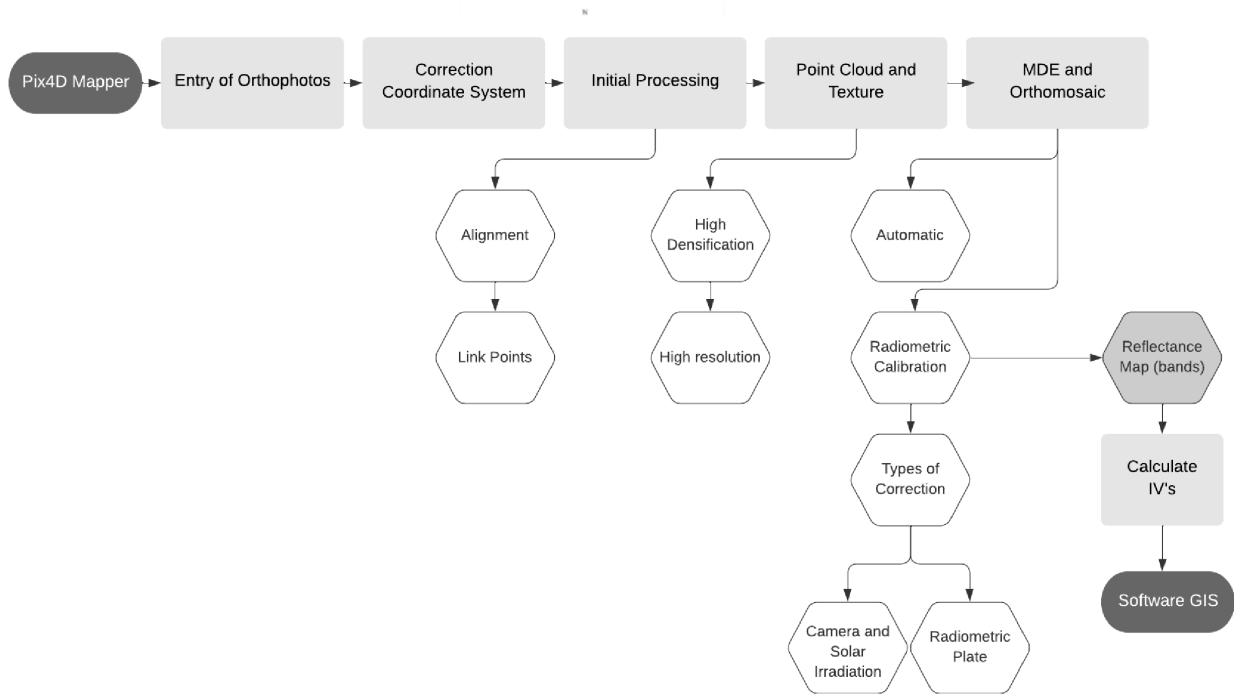 N
Pix4D Mapper
Entry of Orthophotos
Correction
Coordinate System
Initial Processing
Point Cloud and
Texture
MDE and
Orthomosaic
Alignment
High
Densification
Automatic
Link Points
High resolution
Radiometric
Calibration
Reflectance
Map (bands)
Types of
Correction
Calculate
IV's
Software GIS
Camera and
Solar
Irradiation
Radiometric
Plate